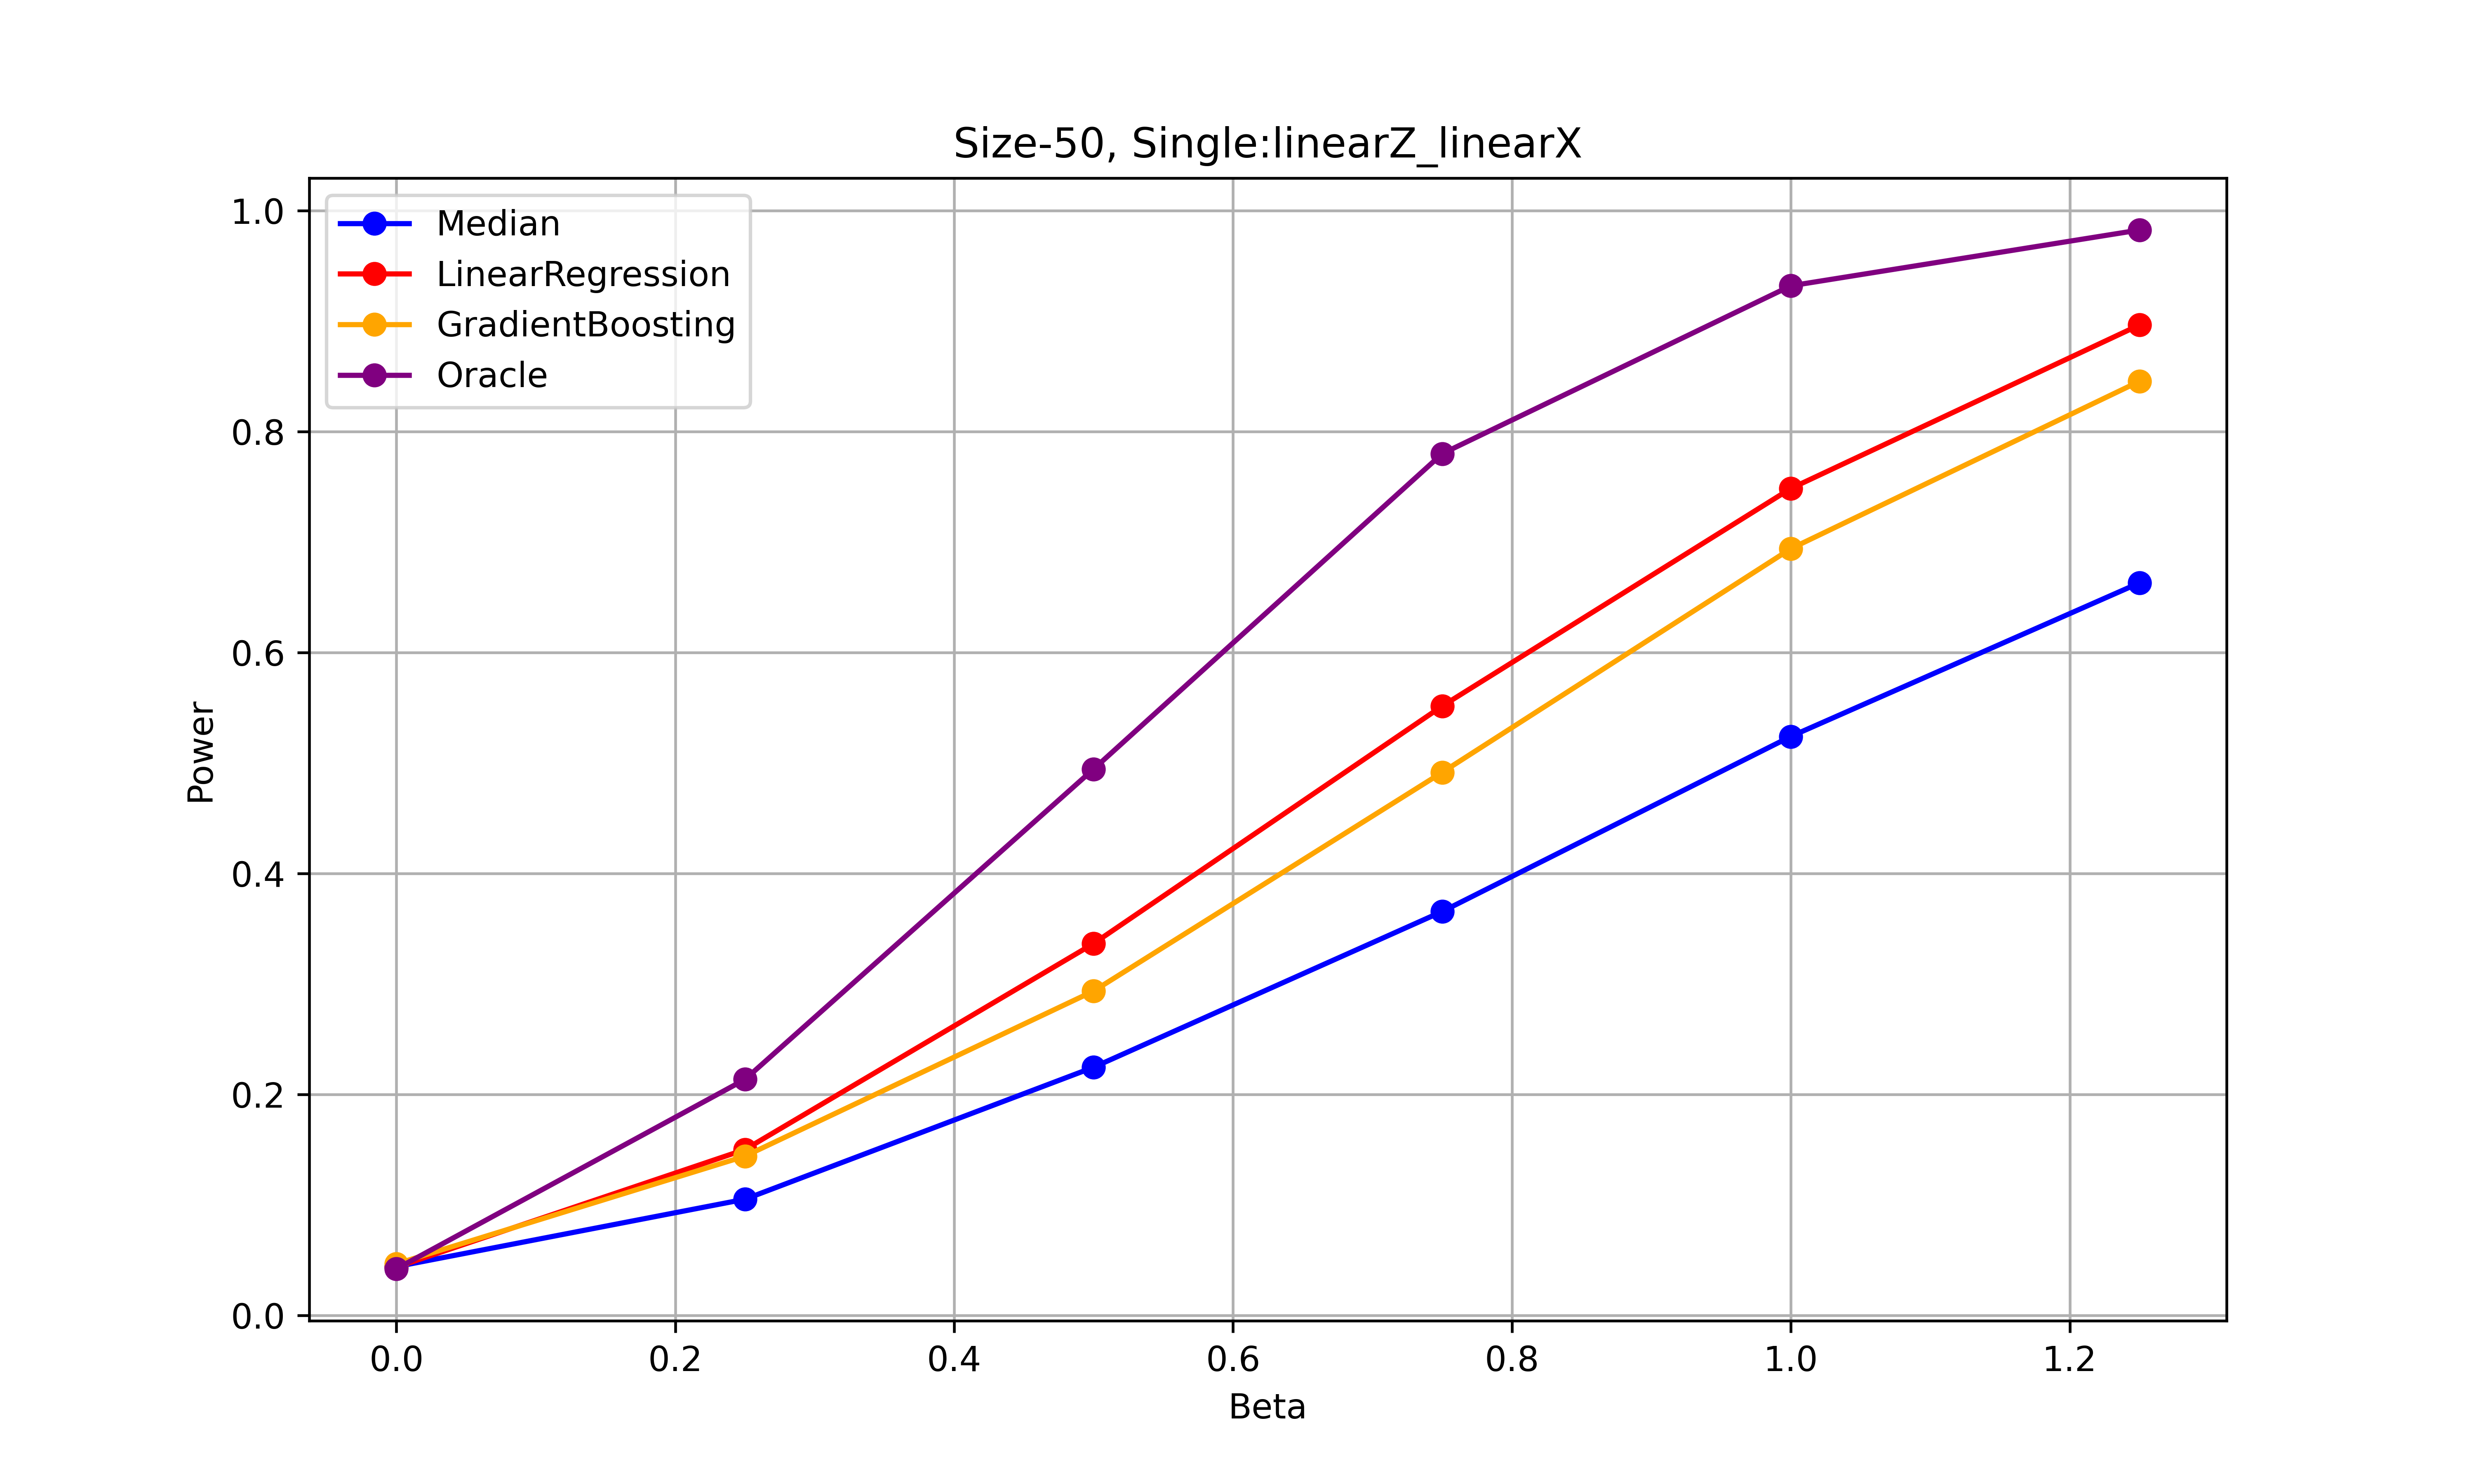 Size-50, Single:linearZ_linearX
Median
LinearRegression
GradientBoosting
Oracle
Power
1.0
0.8
0.6
0.4
0.2
0.0
0.0 0.2 0.4 0.6 0.8 1.0 1.2
Beta